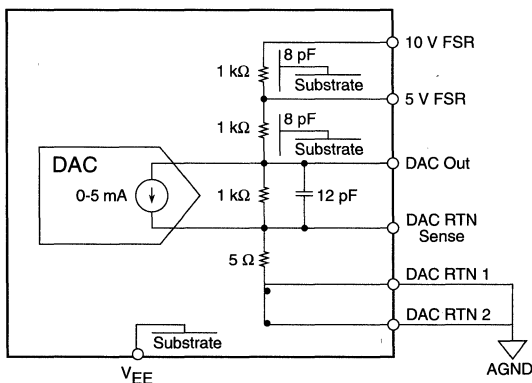 10 V FSR
8 pF
1 kΩ
Substrate
5 V FSR
8 pF
1 kΩ
Substrate
DAC
DAC Out
0-5 mA
1 kΩ
12 pF
DAC RTN
Sense
5 Ω
DAC RTN 1
DAC RTN 2
Substrate
VEE
AGND